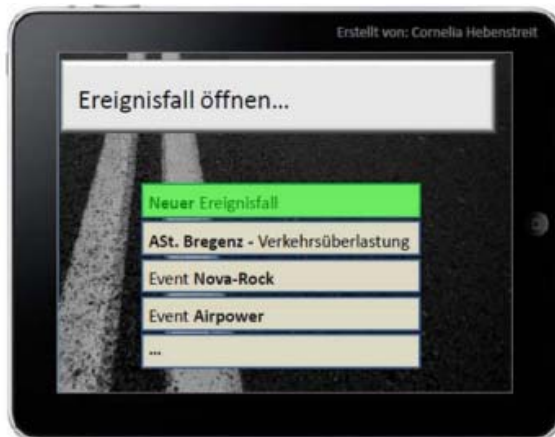 Erstellt von: Cornelia Hebenstreit
Ereignisfall öffnen...
Neuer Ereignisfall
ASt. Bregenz - Verkehrsüberlastung
Event Nova-Rock
Event Airpower
...